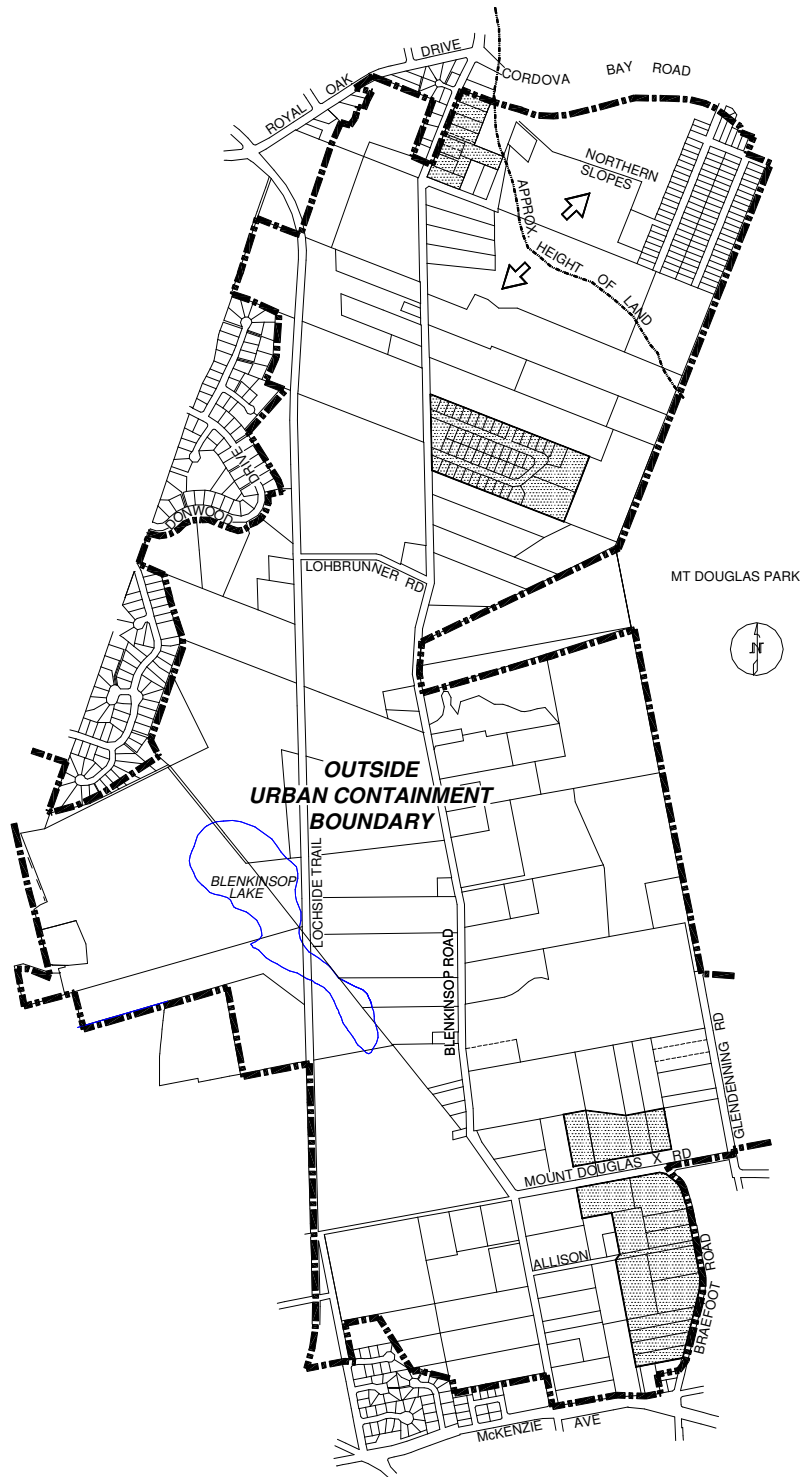 DRIVE
OAK
ROYAL
CORDOVA BAY ROAD
NORTHERN
SLOPES
APPROX. HEIGHT OF LAND
DRIVE
DONWOOD
LOHBRUNNER RD
MT DOUGLAS PARK
N
OUTSIDE
URBAN CONTAINMENT
BOUNDARY
BLENKINSOP
LAKE
LOCHSIDE TRAIL
BLENKINSOP ROAD
GLENDENNING RD
MOUNT DOUGLAS X RD
ALLISON
BRAEFOOT ROAD
McKENZIE AVE